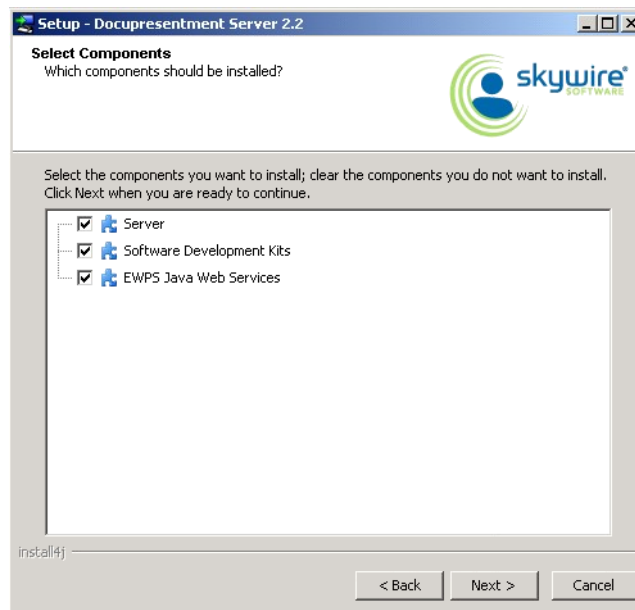 Setup - Docupresentment Server 2.2
Select Components
Which components should be installed?
skywire®
SOFTWARE
Select the components you want to install; clear the components you do not want to install.
Click Next when you are ready to continue.
Server
Software Development Kits
EWPS Java Web Services
install4j
< Back
Next >
Cancel